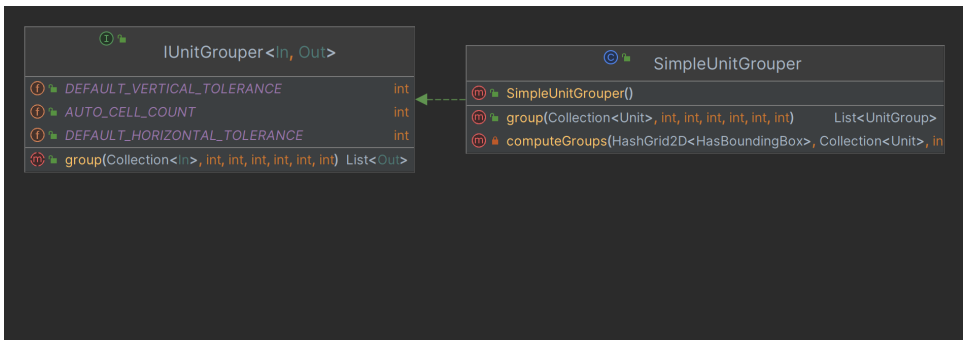 IUnitGrouper<In, Out>
DEFAULT_VERTICAL_TOLERANCE int
AUTO_CELL_COUNT int
DEFAULT_HORIZONTAL_TOLERANCE int
group(Collection<In>, int, int, int, int, int, int) List<Out>
SimpleUnitGrouper
SimpleUnitGrouper()
group(Collection<Unit>, int, int, int, int, int, int) List<UnitGroup>
computeGroups(HashGrid2D<HasBoundingBox>, Collection<Unit>, in